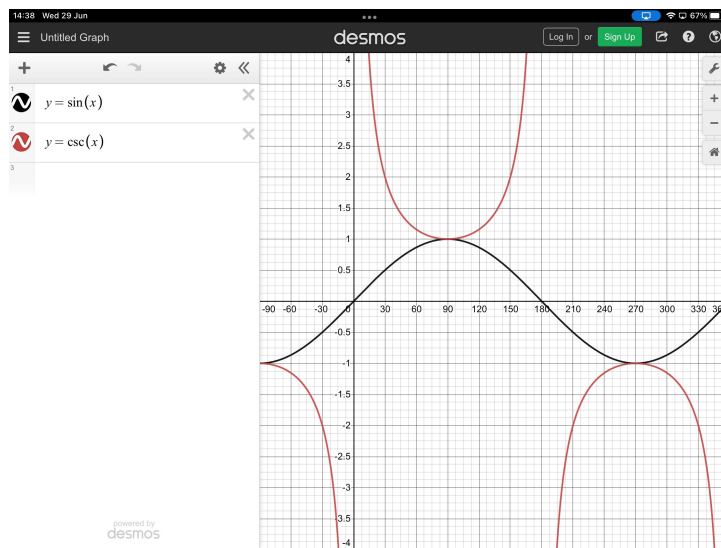 14:38 Wed 29 Jun
67%
Untitled Graph
desmos
Log In or Sign Up
1
y = sin(x)
2
y = csc(x)
3
powered by
desmos
4
3.5
3
2.5
2
1.5
1
0.5
-90 -60 -30 0 30 60 90 120 150 180 210 240 270 300 330 36
-0.5
-1
-1.5
-2
-2.5
-3
-3.5
-4